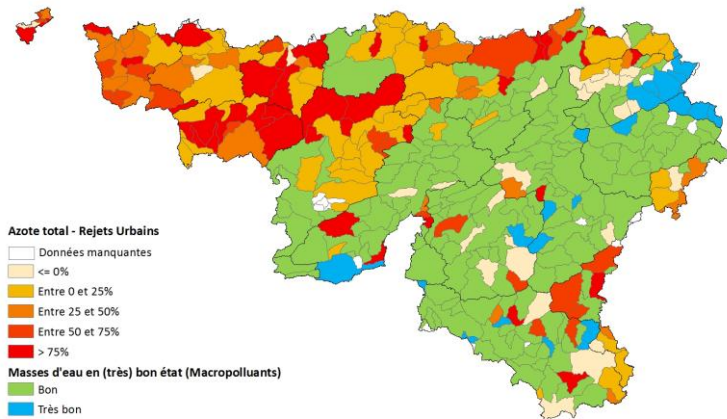 Azote total - Rejets Urbains
Données manquantes
<= 0%
Entre 0 et 25%
Entre 25 et 50%
Entre 50 et 75%
> 75%
Masses d'eau en (très) bon état (Macropolluants)
Bon
Très bon